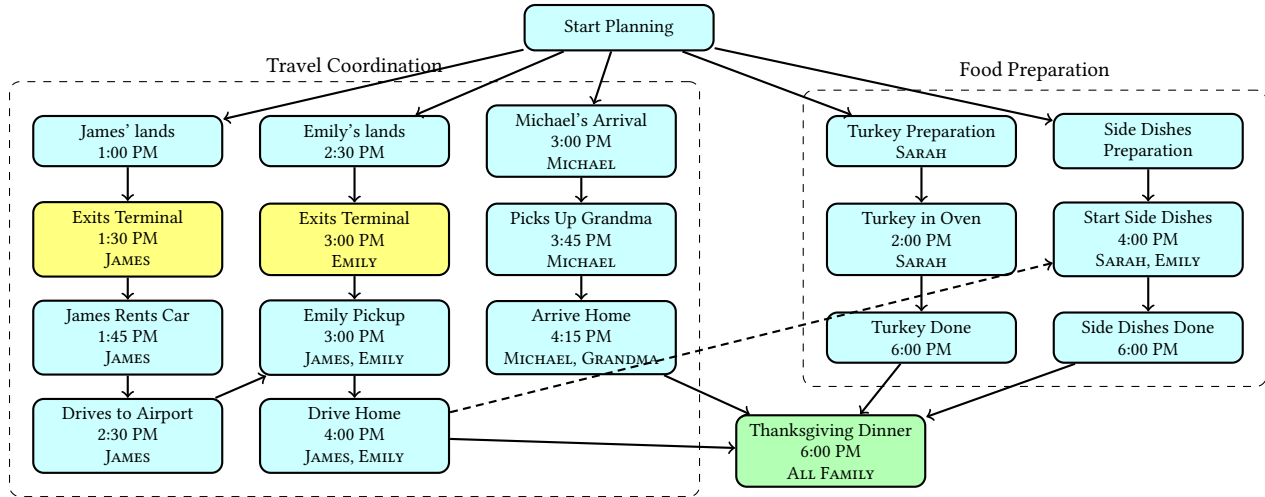 Start Planning
Travel Coordination
Food Preparation
James' lands
1:00 PM
Emily's lands
2:30 PM
Michael's Arrival
3:00 PM
Michael
Turkey Preparation
Sarah
Side Dishes
Preparation
Exits Terminal
1:30 PM
James
Exits Terminal
3:00 PM
Emily
Picks Up Grandma
3:45 PM
Michael
Turkey in Oven
2:00 PM
Sarah
Start Side Dishes
4:00 PM
Sarah, Emily
James Rents Car
1:45 PM
James
Emily Pickup
3:00 PM
James, Emily
Arrive Home
4:15 PM
Michael, Grandma
Turkey Done
6:00 PM
Side Dishes Done
6:00 PM
Drives to Airport
2:30 PM
James
Drive Home
4:00 PM
James, Emily
Thanksgiving Dinner
6:00 PM
All Family